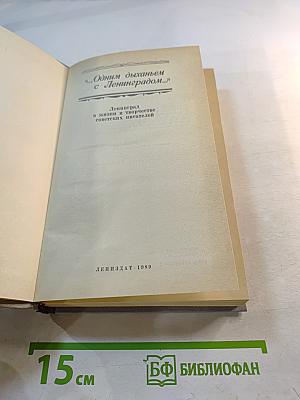 «...Одним дыханьем
с Ленинградом...»
Ленинград
в жизни и творчестве
советских писателей
ЛЕНИЗДАТ · 1989
15 см
БФ БИБЛИОФАН